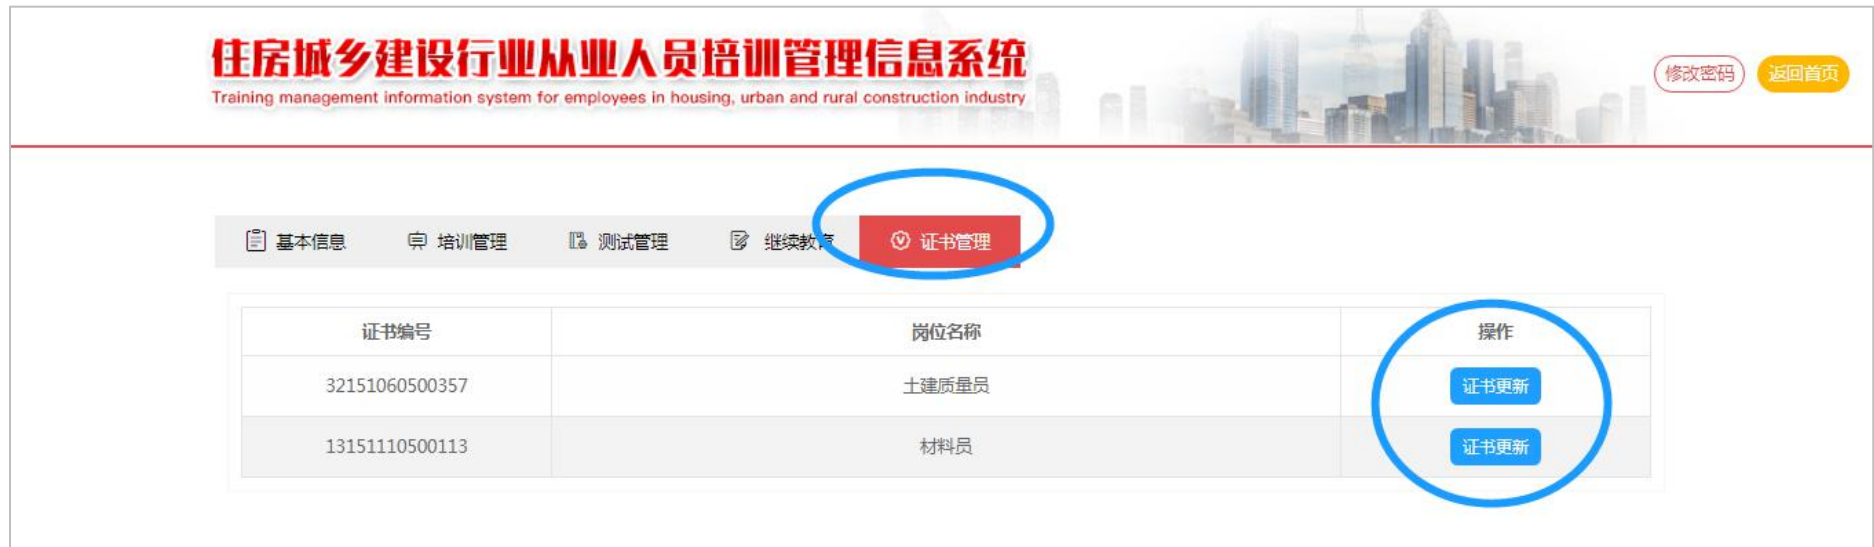 住房城乡建设行业从业人员培训管理信息系统
Training management information system for employees in housing, urban and rural construction industry
修改密码 返回首页
基本信息 培训管理 测试管理 继续教育 证书管理
证书编号 岗位名称 操作
32151060500357 土建质量员 证书更新
13151110500113 材料员 证书更新